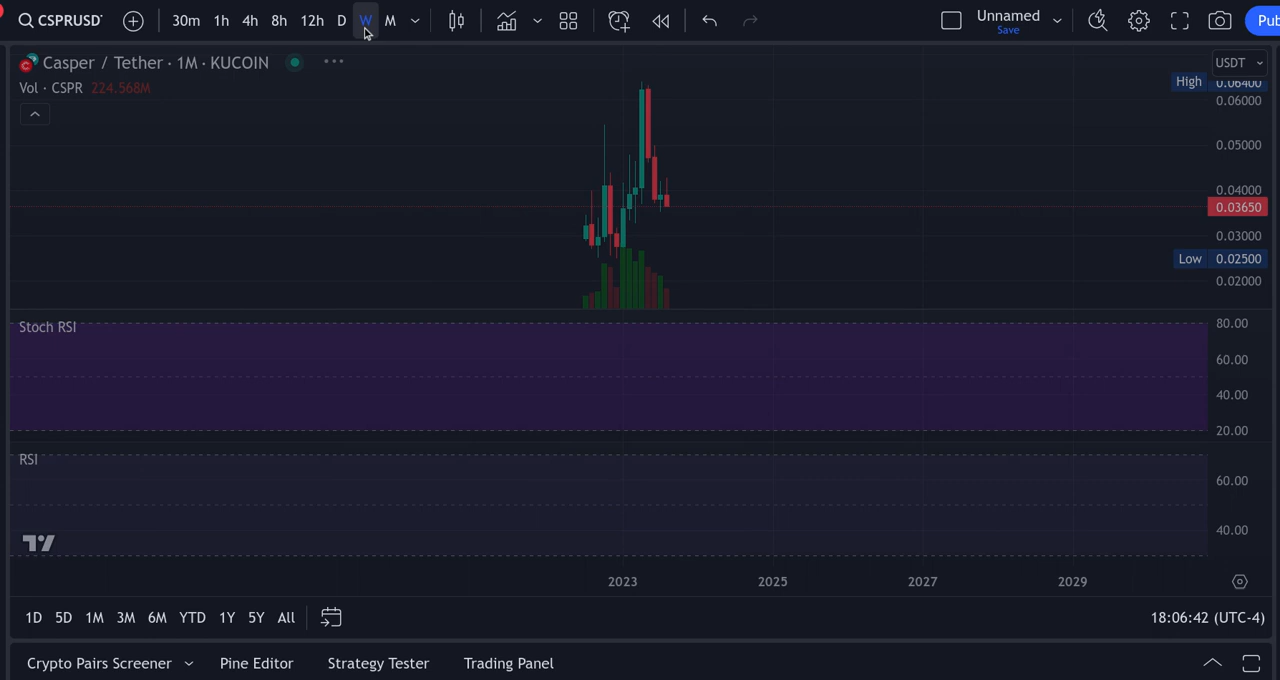 CSPRUSD 30m 1h 4h 8h 12h D W M Unnamed Pub
Save
Casper / Tether · 1M · KUCOIN USDT
High 0.06400
Vol · CSPR 224.568M
0.06000
0.05000
0.04000
0.03650
0.03000
Low 0.02500
0.02000
Stoch RSI 80.00
60.00
40.00
20.00
RSI
60.00
40.00
2023 2025 2027 2029
1D 5D 1M 3M 6M YTD 1Y 5Y All 18:06:42 (UTC-4)
Crypto Pairs Screener Pine Editor Strategy Tester Trading Panel